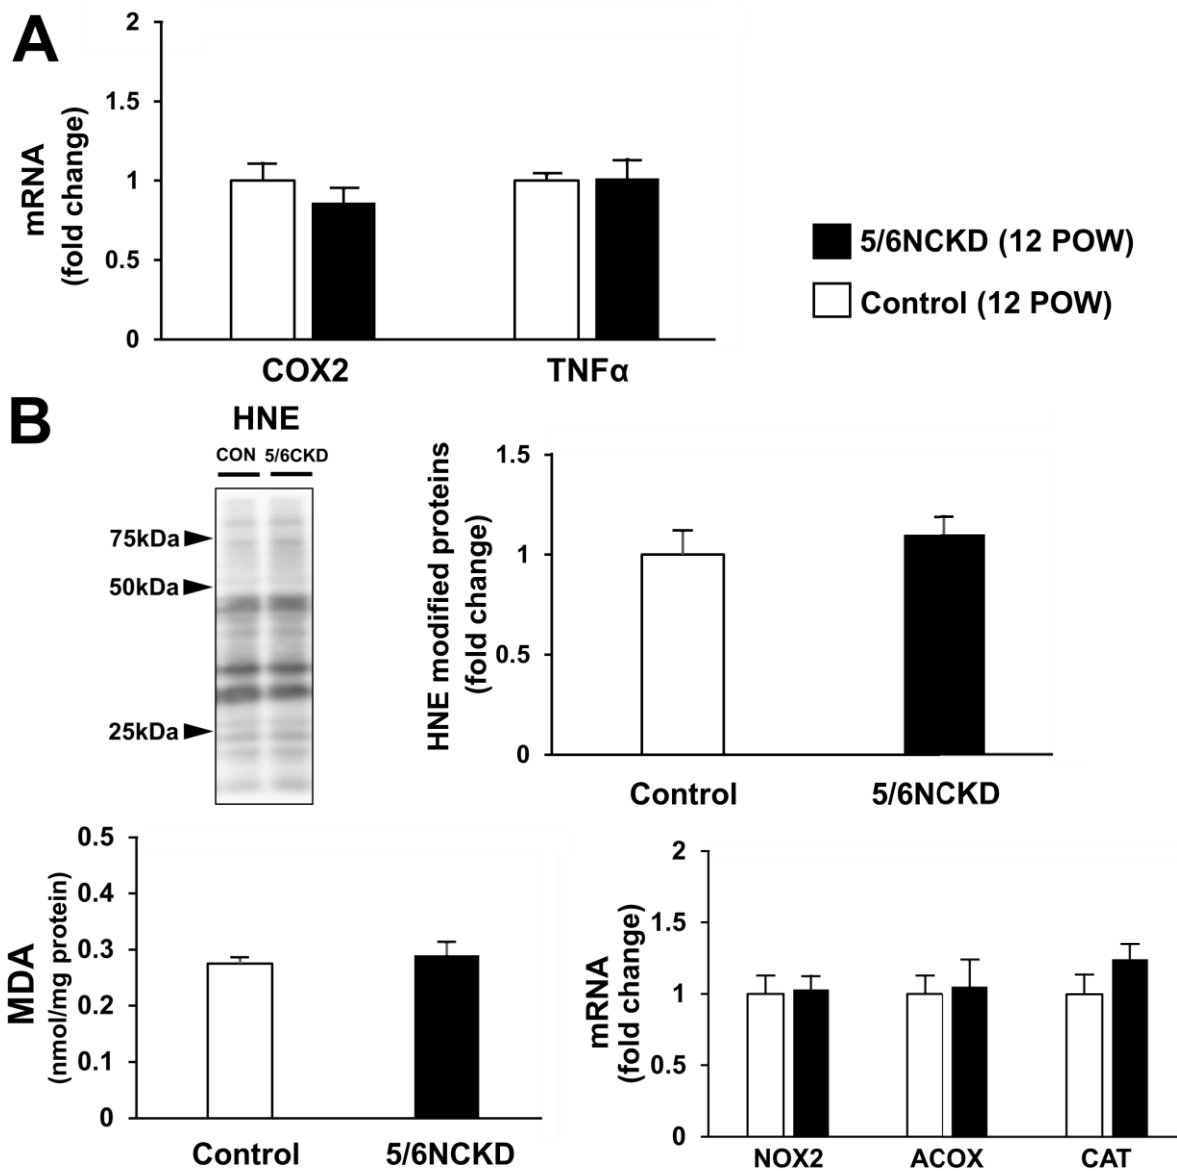 A
2
1.5
1
0.5
0
mRNA
(fold change)
COX2 TNFα
5/6NCKD (12 POW)
Control (12 POW)
B
HNE
CON 5/6CKD
75kDa
50kDa
25kDa
1.5
1
0.5
0
HNE modified proteins
(fold change)
Control 5/6NCKD
0.5
0.4
0.3
0.2
0.1
0
MDA
(nmol/mg protein)
Control 5/6NCKD
2
1.5
1
0.5
0
mRNA
(fold change)
NOX2 ACOX CAT